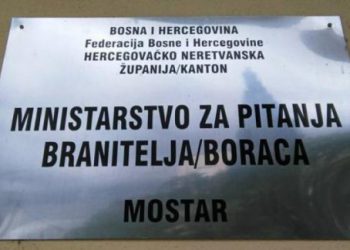 BOSNA I HERCEGOVINA
Federacija Bosne i Hercegovine
HERCEGOVAČKO NERETVANSKA
ŽUPANIJA/KANTON
MINISTARSTVO ZA PITANJA
BRANITELJA/BORACA
MOSTAR